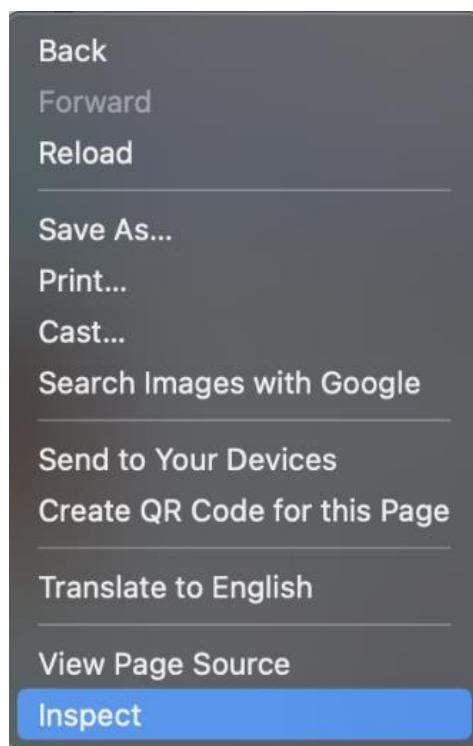 Back
Forward
Reload
Save As...
Print...
Cast...
Search Images with Google
Send to Your Devices
Create QR Code for this Page
Translate to English
View Page Source
Inspect